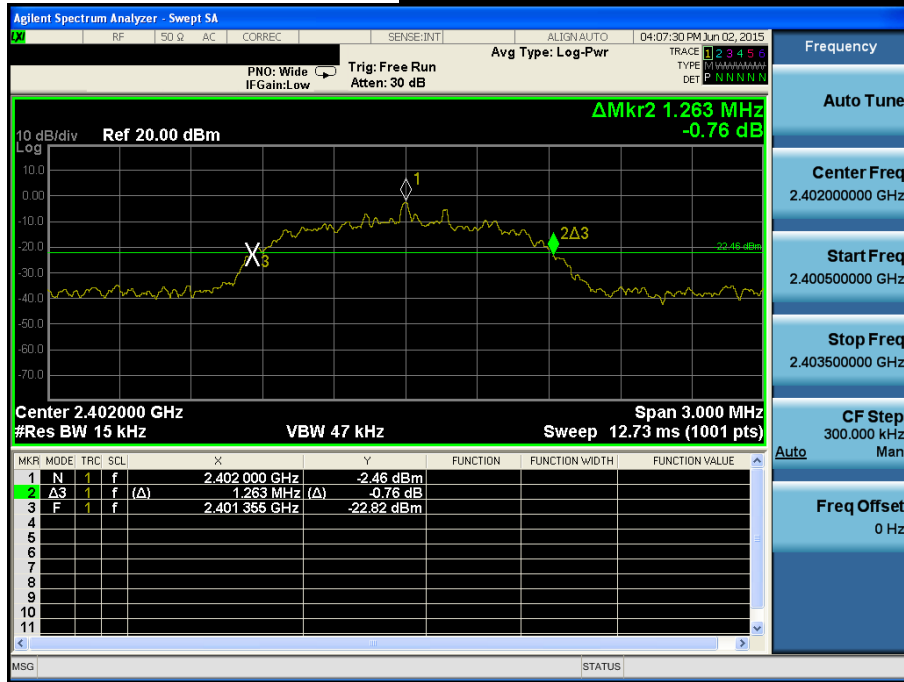 Agilent Spectrum Analyzer - Swept SA
LXI RF 50 Ω AC CORREC SENSE:INT ALIGN AUTO 04:07:30 PM Jun 02, 2015
PNO: Wide Trig: Free Run Avg Type: Log-Pwr TRACE 1 2 3 4 5 6
IFGain:Low Atten: 30 dB TYPE M WWWWW
DET P N N N N N
ΔMkr2 1.263 MHz
-0.76 dB
10 dB/div Ref 20.00 dBm
Log
10.0
0.00
-10.0
-20.0
-30.0
-40.0
-50.0
-60.0
-70.0
1
2Δ3
3
-22.46 dBm
Center 2.402000 GHz Span 3.000 MHz
#Res BW 15 kHz VBW 47 kHz Sweep 12.73 ms (1001 pts)
MKR MODE TRC SCL X Y FUNCTION FUNCTION WIDTH FUNCTION VALUE
1 N 1 f 2.402 000 GHz -2.46 dBm
2 Δ3 1 f (Δ) 1.263 MHz (Δ) -0.76 dB
3 F 1 f 2.401 355 GHz -22.82 dBm
4
5
6
7
8
9
10
11
MSG STATUS
Frequency
Auto Tune
Center Freq
2.402000000 GHz
Start Freq
2.400500000 GHz
Stop Freq
2.403500000 GHz
CF Step
300.000 kHz
Auto Man
Freq Offset
0 Hz